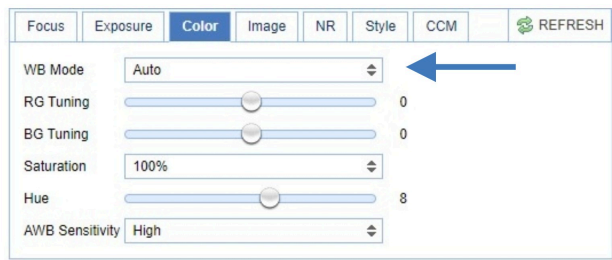 Focus Exposure Color Image NR Style CCM REFRESH
WB Mode Auto
RG Tuning 0
BG Tuning 0
Saturation 100%
Hue 8
AWB Sensitivity High